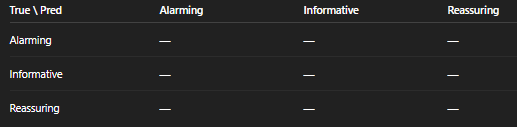 True \ Pred Alarming Informative Reassuring
Alarming — — —
Informative — — —
Reassuring — — —